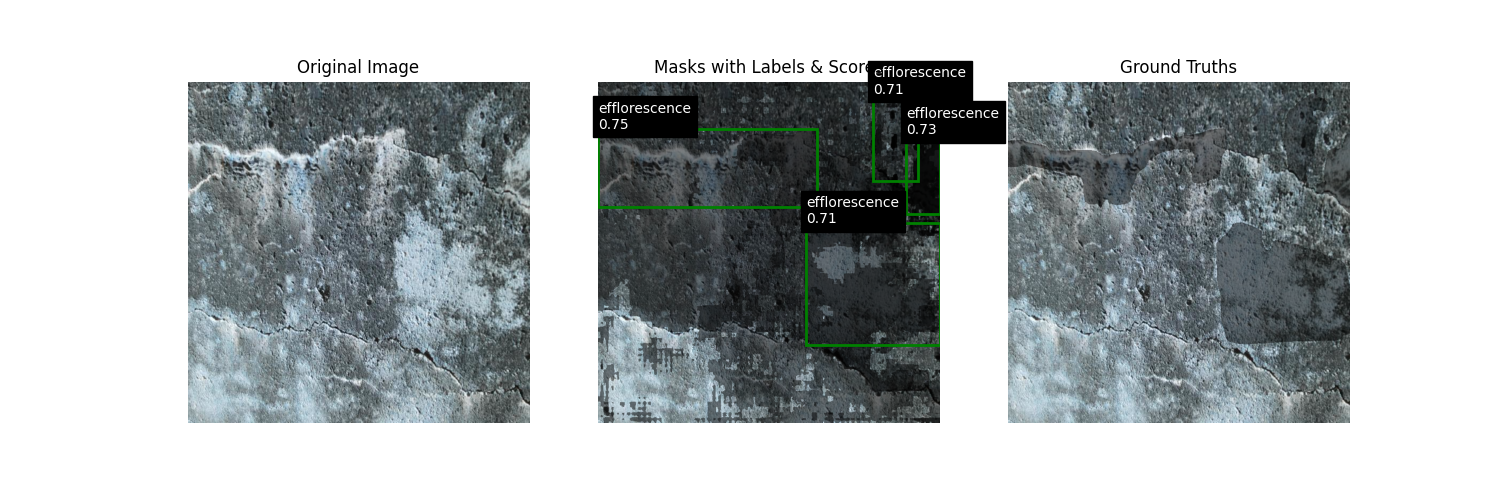 Original Image
Masks with Labels & Score
Ground Truths
cfflorescence
0.71
efflorescence
0.75
efflorescence
0.73
efflorescence
0.71